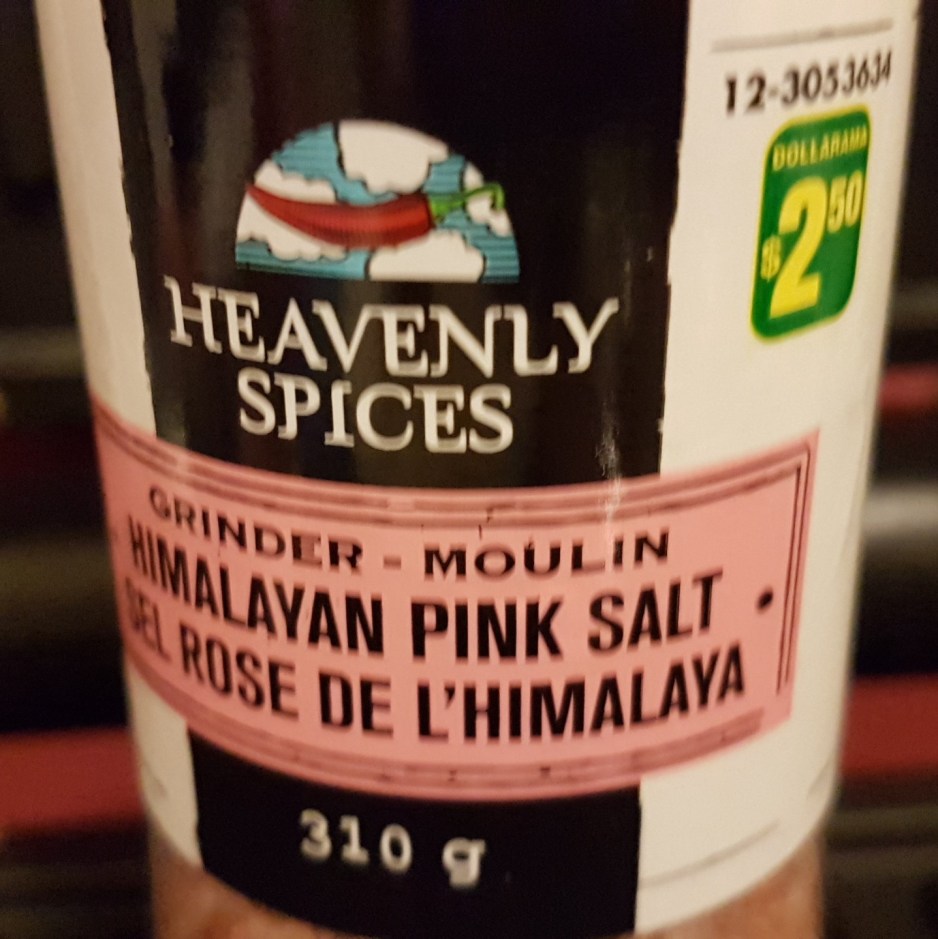 12-3053634
DOLLARAMA
$2.50
HEAVENLY
SPICES
GRINDER - MOULIN
HIMALAYAN PINK SALT
SEL ROSE DE L'HIMALAYA
310 g